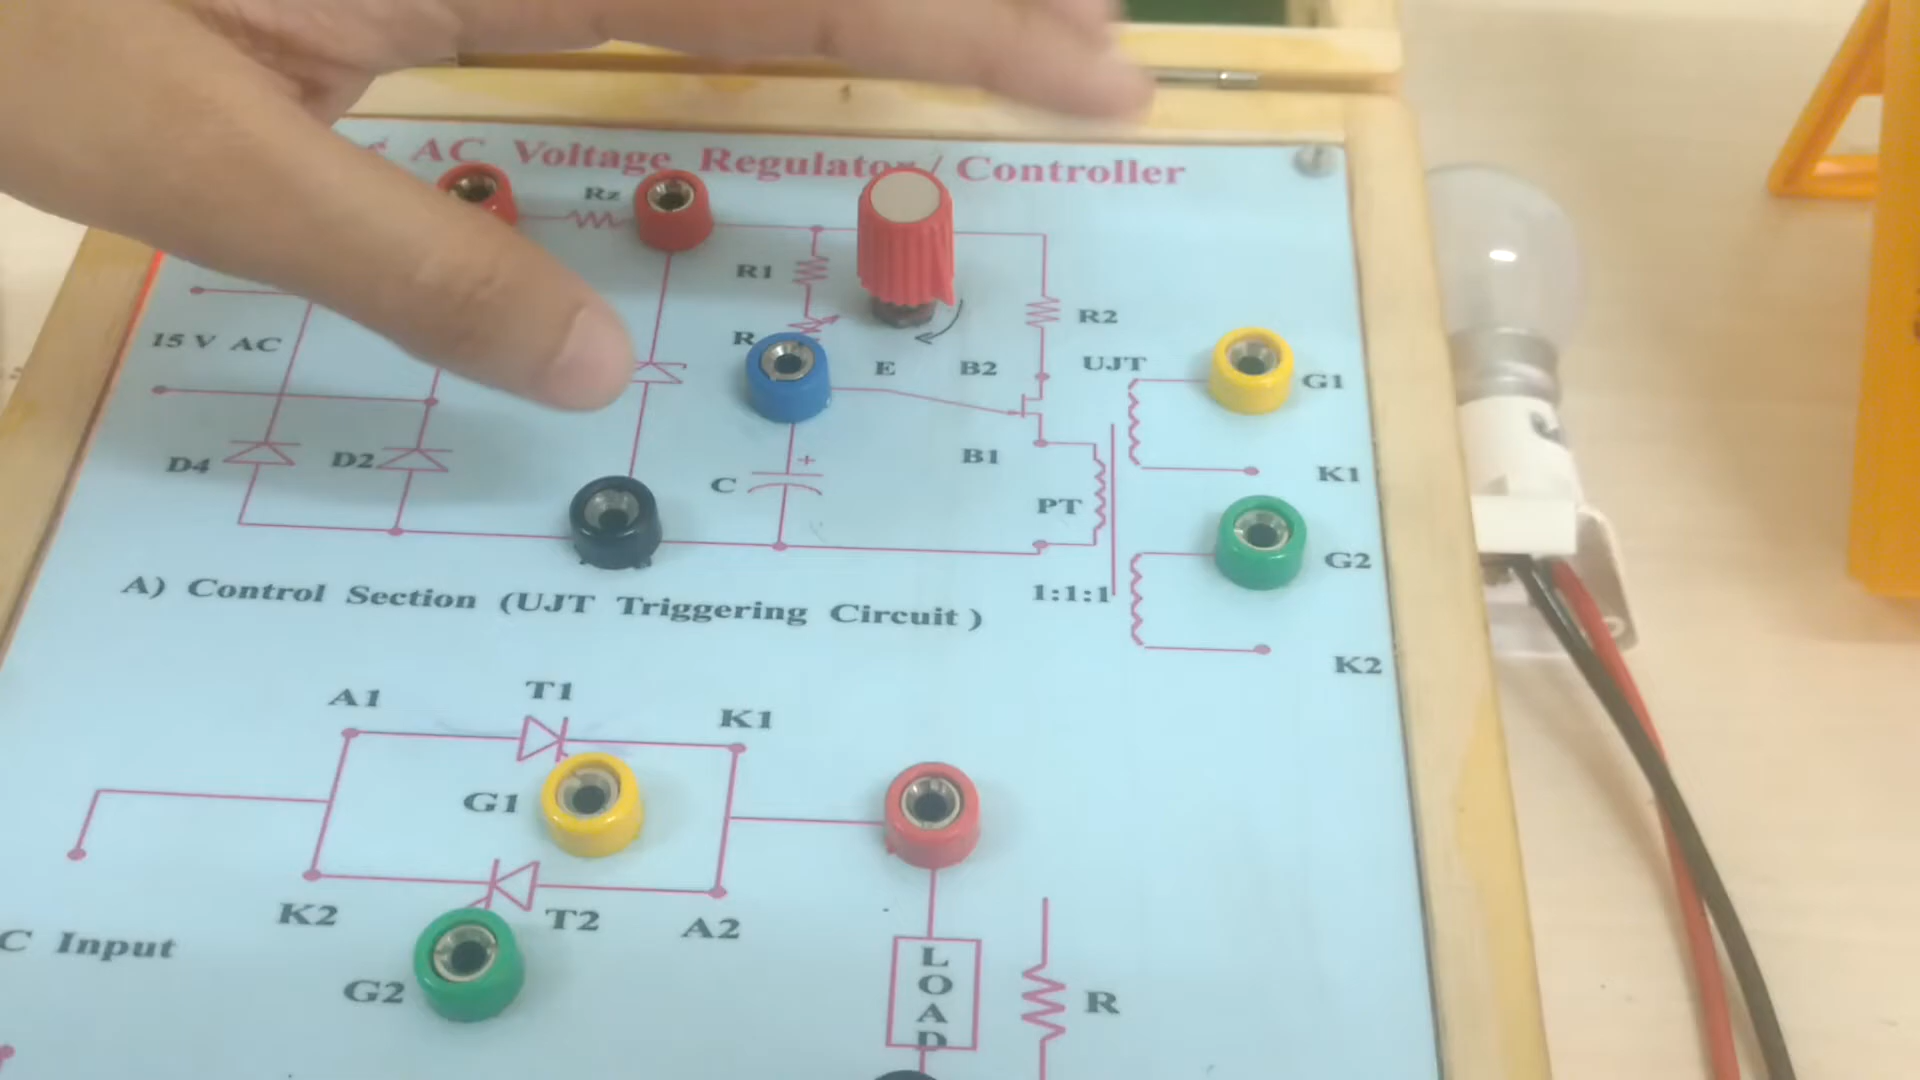 AC Voltage Regulator / Controller
Rz
R1
R2
15 V AC
R
E
B2
UJT
G1
D4
D2
C
+
B1
K1
PT
G2
A) Control Section (UJT Triggering Circuit )
1:1:1
K2
A1
T1
K1
G1
K2
T2
A2
C Input
G2
LOAD
R